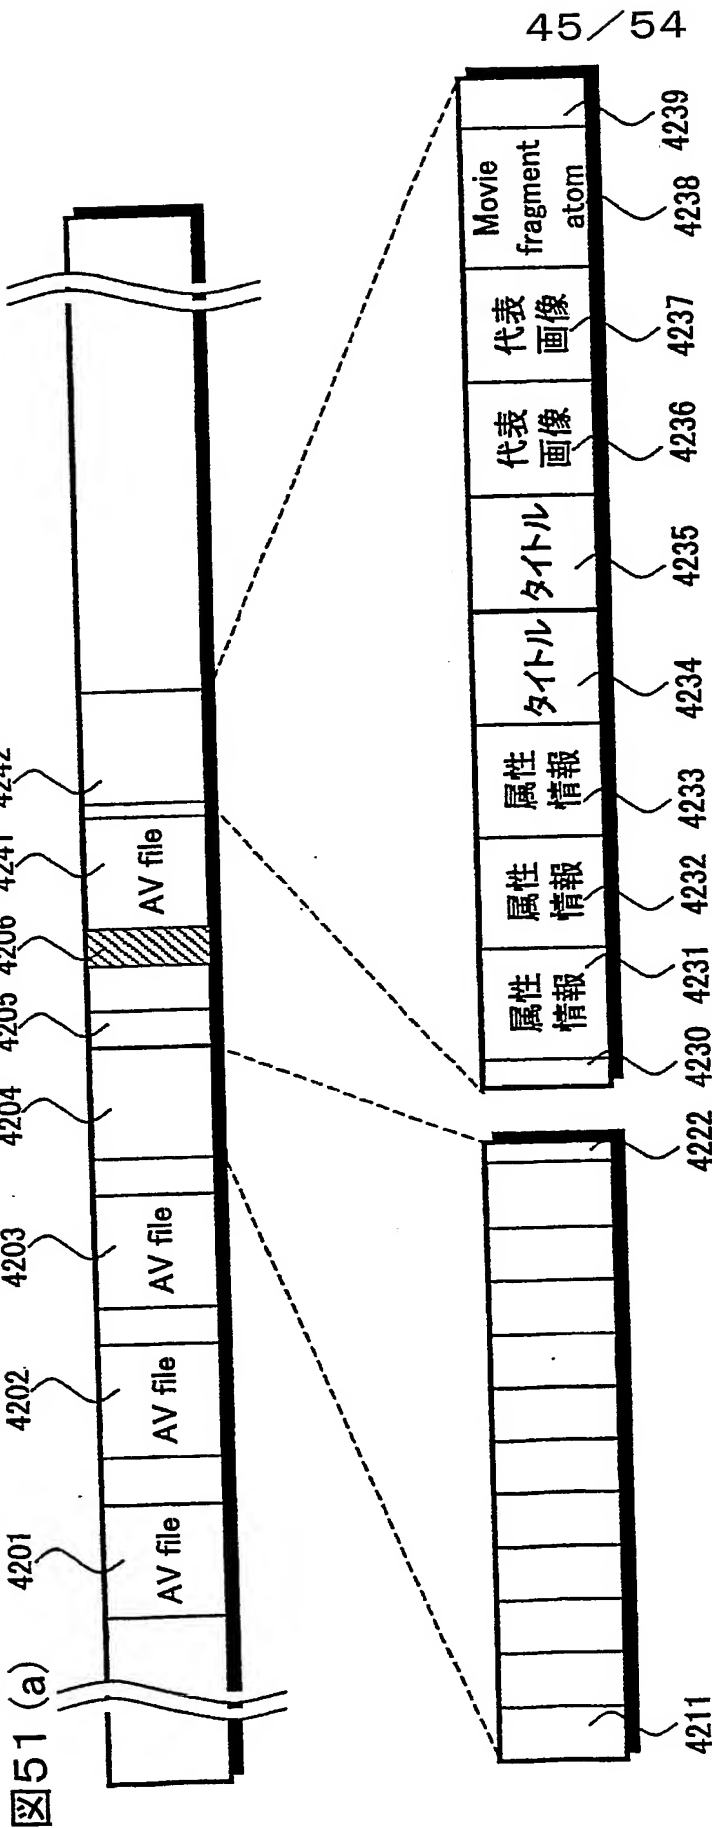 45/54
図51 (a)
4201
4202
4203
4204
4205
4206
4241
4242
AV file
AV file
AV file
AV file
4211
4222
4230
4231
4232
4233
4234
4235
4236
4237
4238
4239
属性
情報
属性
情報
属性
情報
タイトル
タイトル
代表
画像
代表
画像
Movie
fragment
atom